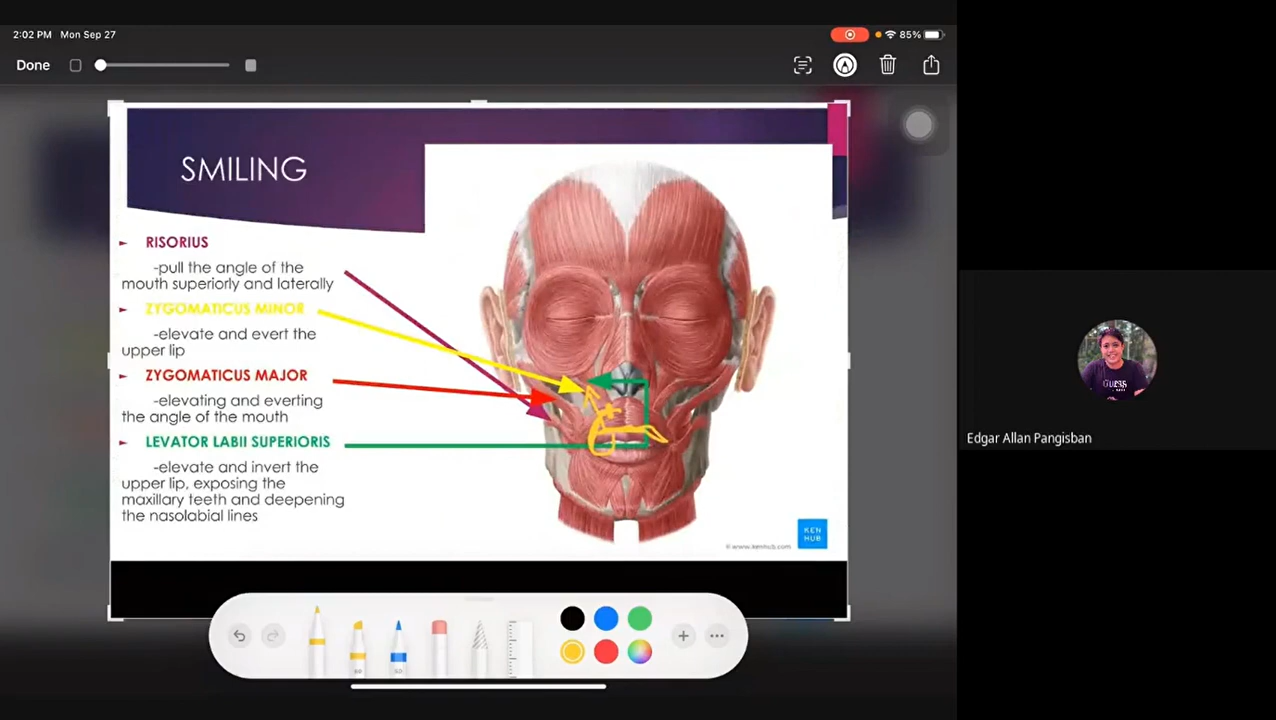 2:02 PM Mon Sep 27
85%
Done
SMILING
RISORIUS
-pull the angle of the
mouth superiorly and laterally
ZYGOMATICUS MINOR
-elevate and evert the
upper lip
ZYGOMATICUS MAJOR
-elevating and everting
the angle of the mouth
LEVATOR LABII SUPERIORIS
-elevate and invert the
upper lip, exposing the
maxillary teeth and deepening
the nasolabial lines
KEN
HUB
© www.kenhub.com
Edgar Allan Pangisban